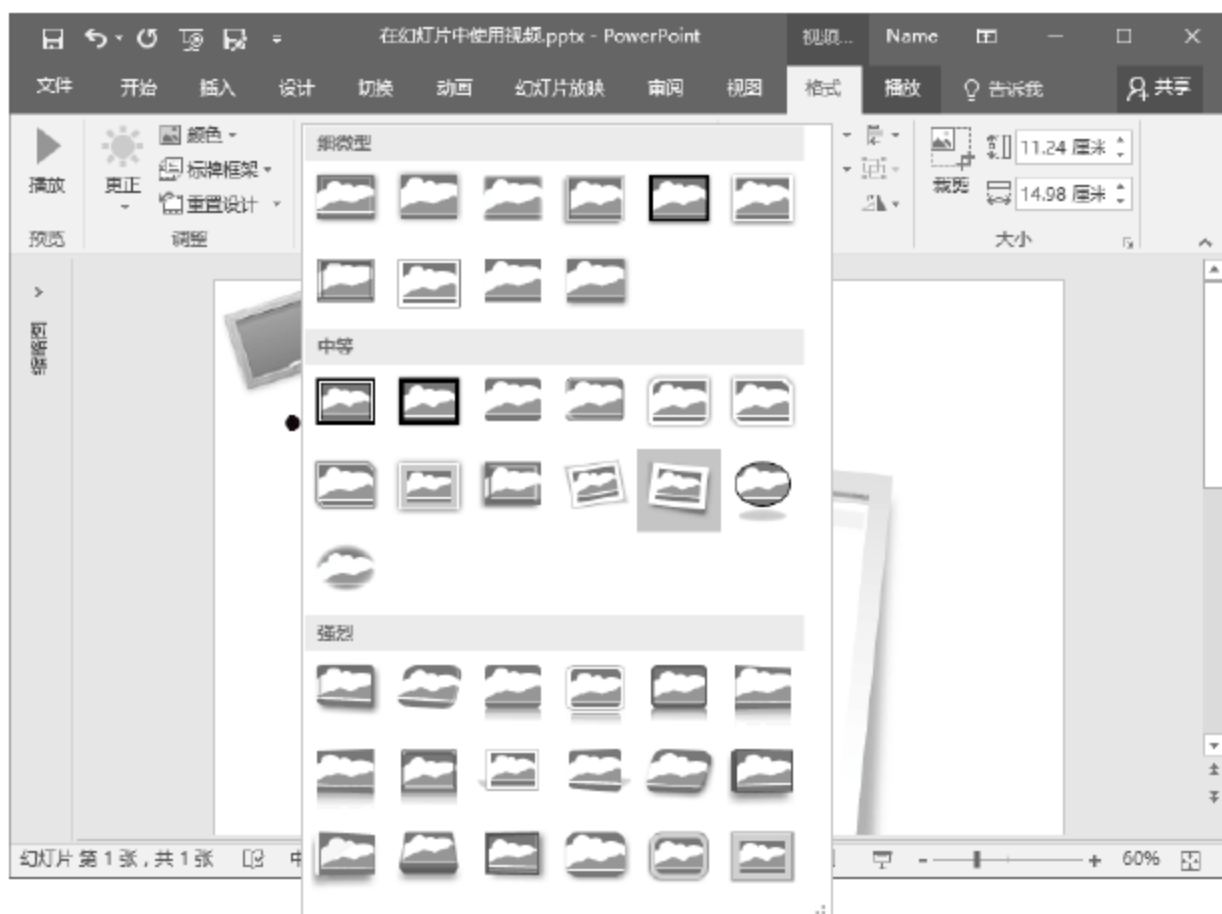 在幻灯片中使用视频.pptx - PowerPoint 视频... Name
文件 开始 插入 设计 切换 动画 幻灯片放映 审阅 视图 格式 播放 告诉我 共享
播放
预览
更正
颜色
标牌框架
重置设计
调整
细微型
中等
强烈
裁剪
11.24 厘米
14.98 厘米
大小
缩略图
幻灯片 第 1 张，共 1 张 中
60%